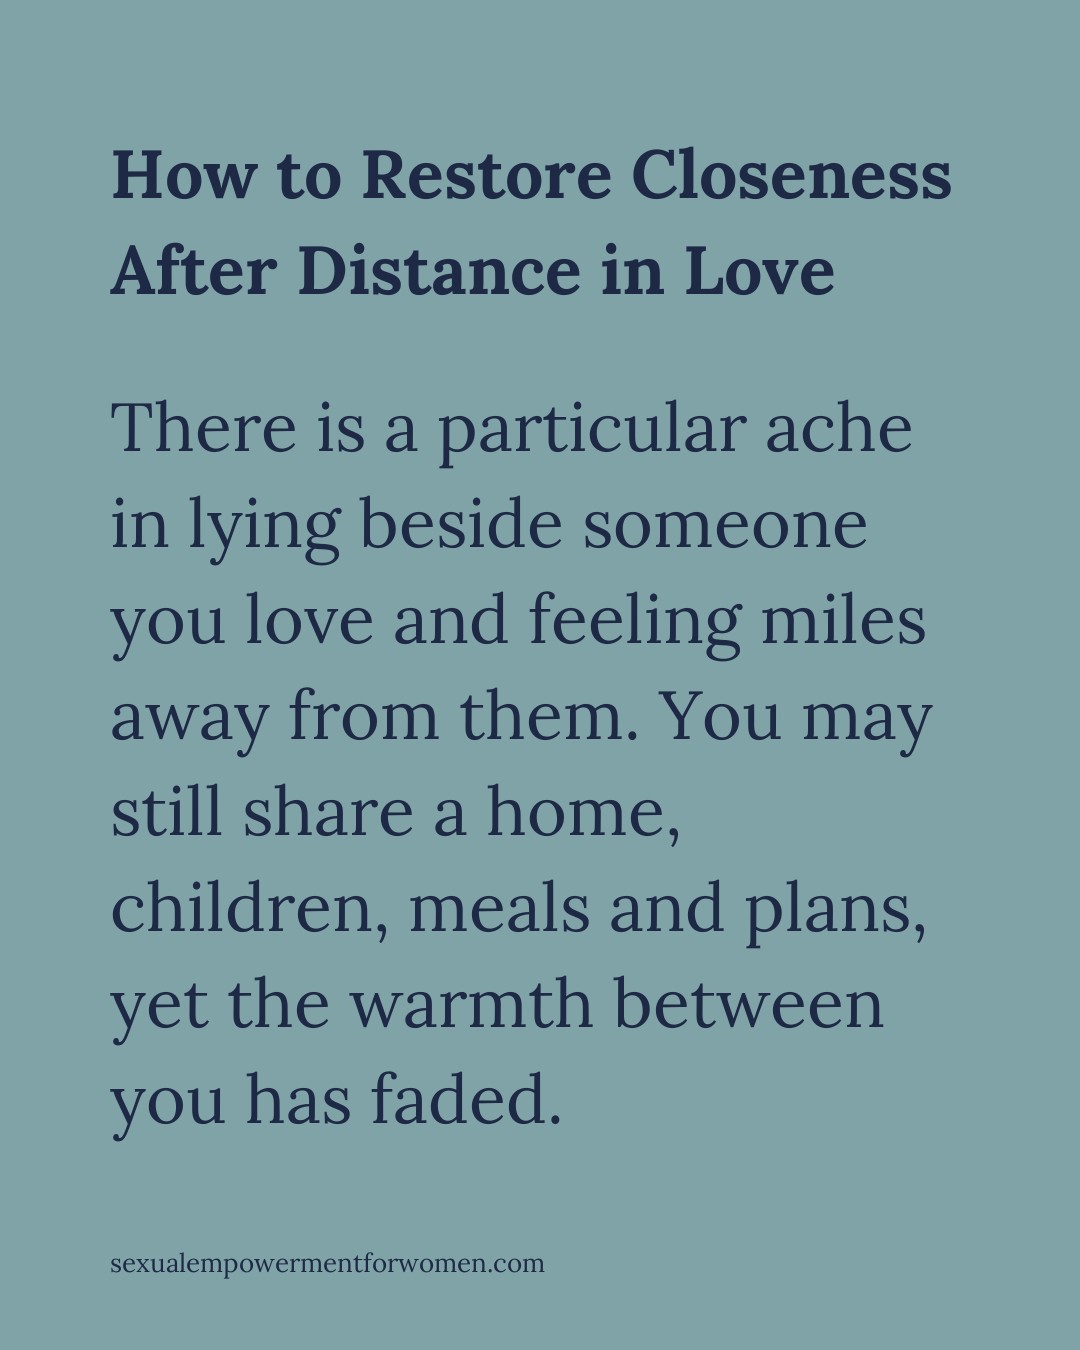 How to Restore Closeness
After Distance in Love
There is a particular ache
in lying beside someone
you love and feeling miles
away from them. You may
still share a home,
children, meals and plans,
yet the warmth between
you has faded.
sexualempowermentforwomen.com